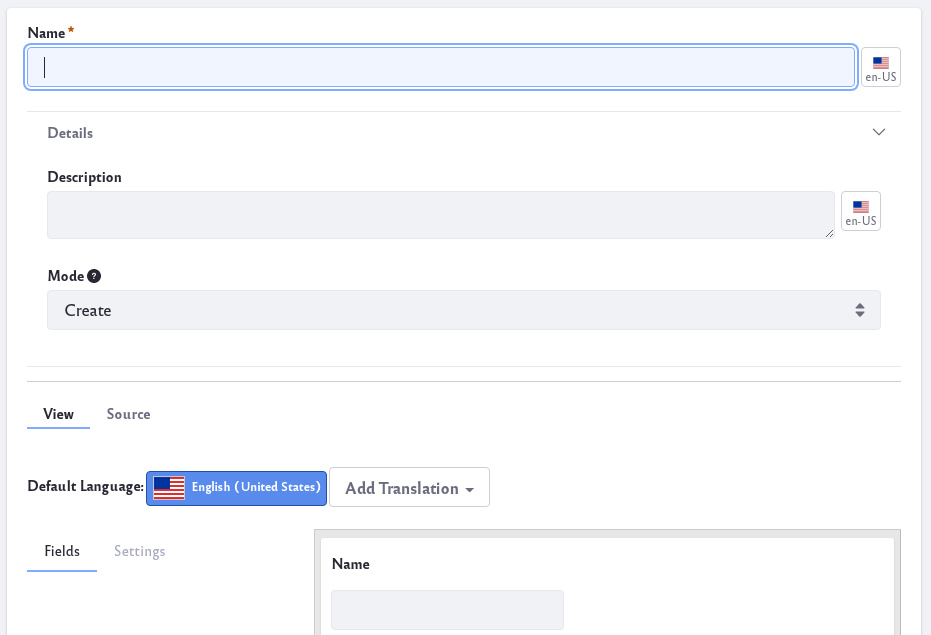 Name *
en-US
Details
Description
en-US
Mode ?
Create
View Source
Default Language: English (United States) Add Translation
Fields Settings
Name